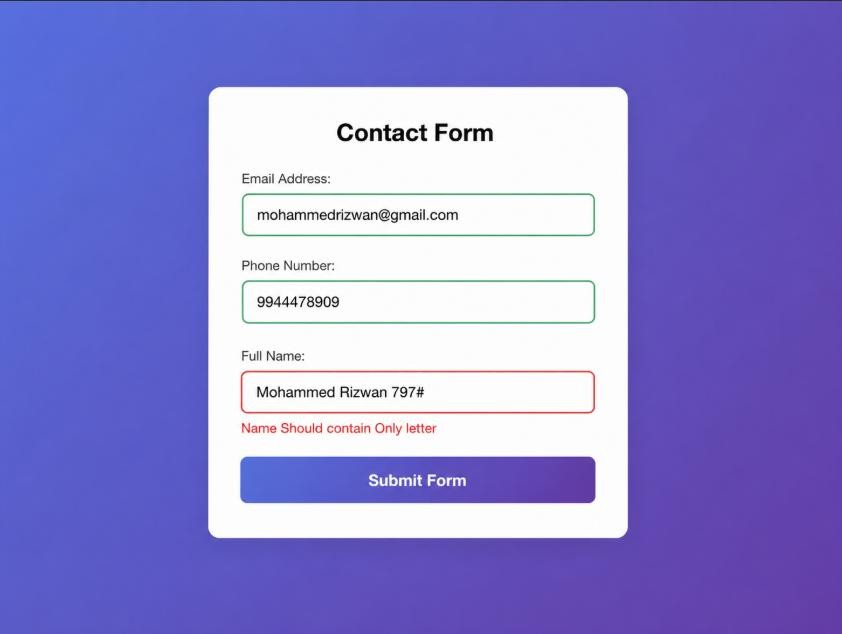 Contact Form
Email Address:
mohammedrizwan@gmail.com
Phone Number:
9944478909
Full Name:
Mohammed Rizwan 797#
Name Should contain Only letter
Submit Form